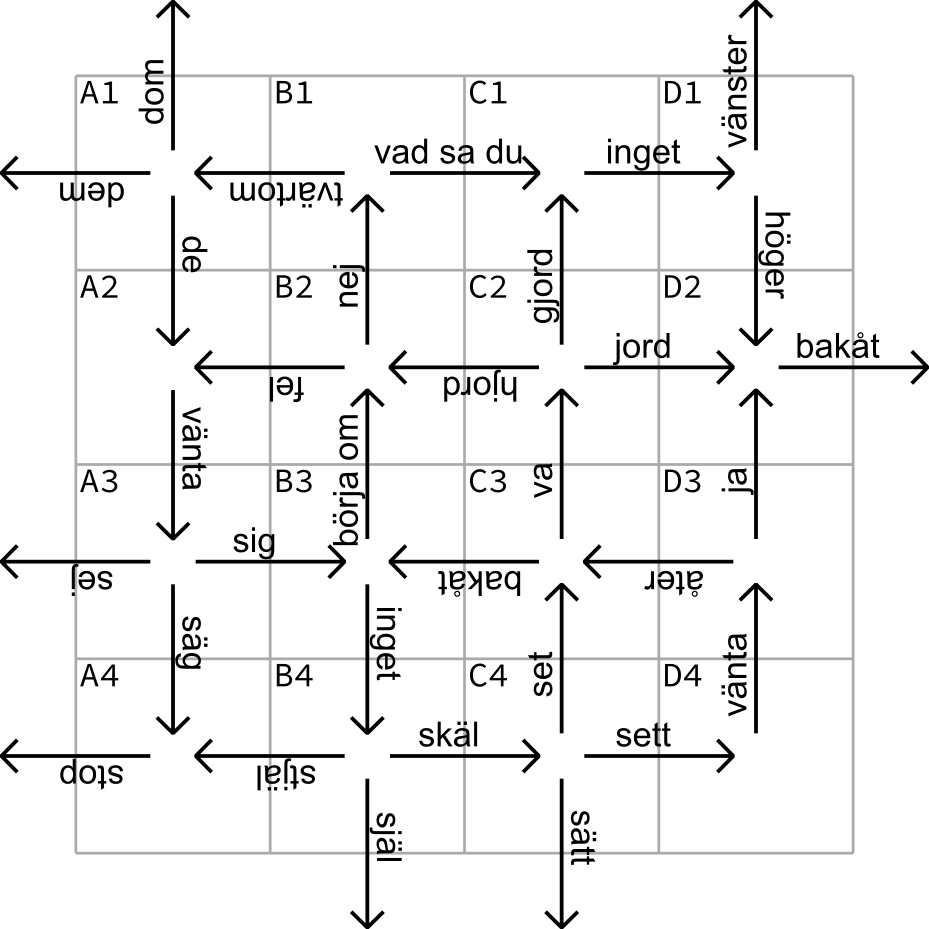 dom
vänster
A1
B1
C1
D1
vad sa du
inget
dem
tvärtom
de
höger
A2
B2
C2
D2
nej
gjord
jord
bakåt
fel
hjord
vänta
börja om
A3
B3
C3
D3
va
ja
sig
sej
bakåt
åter
säg
inget
A4
B4
C4
D4
set
vänta
skäl
sett
stop
stjäl
själ
sätt